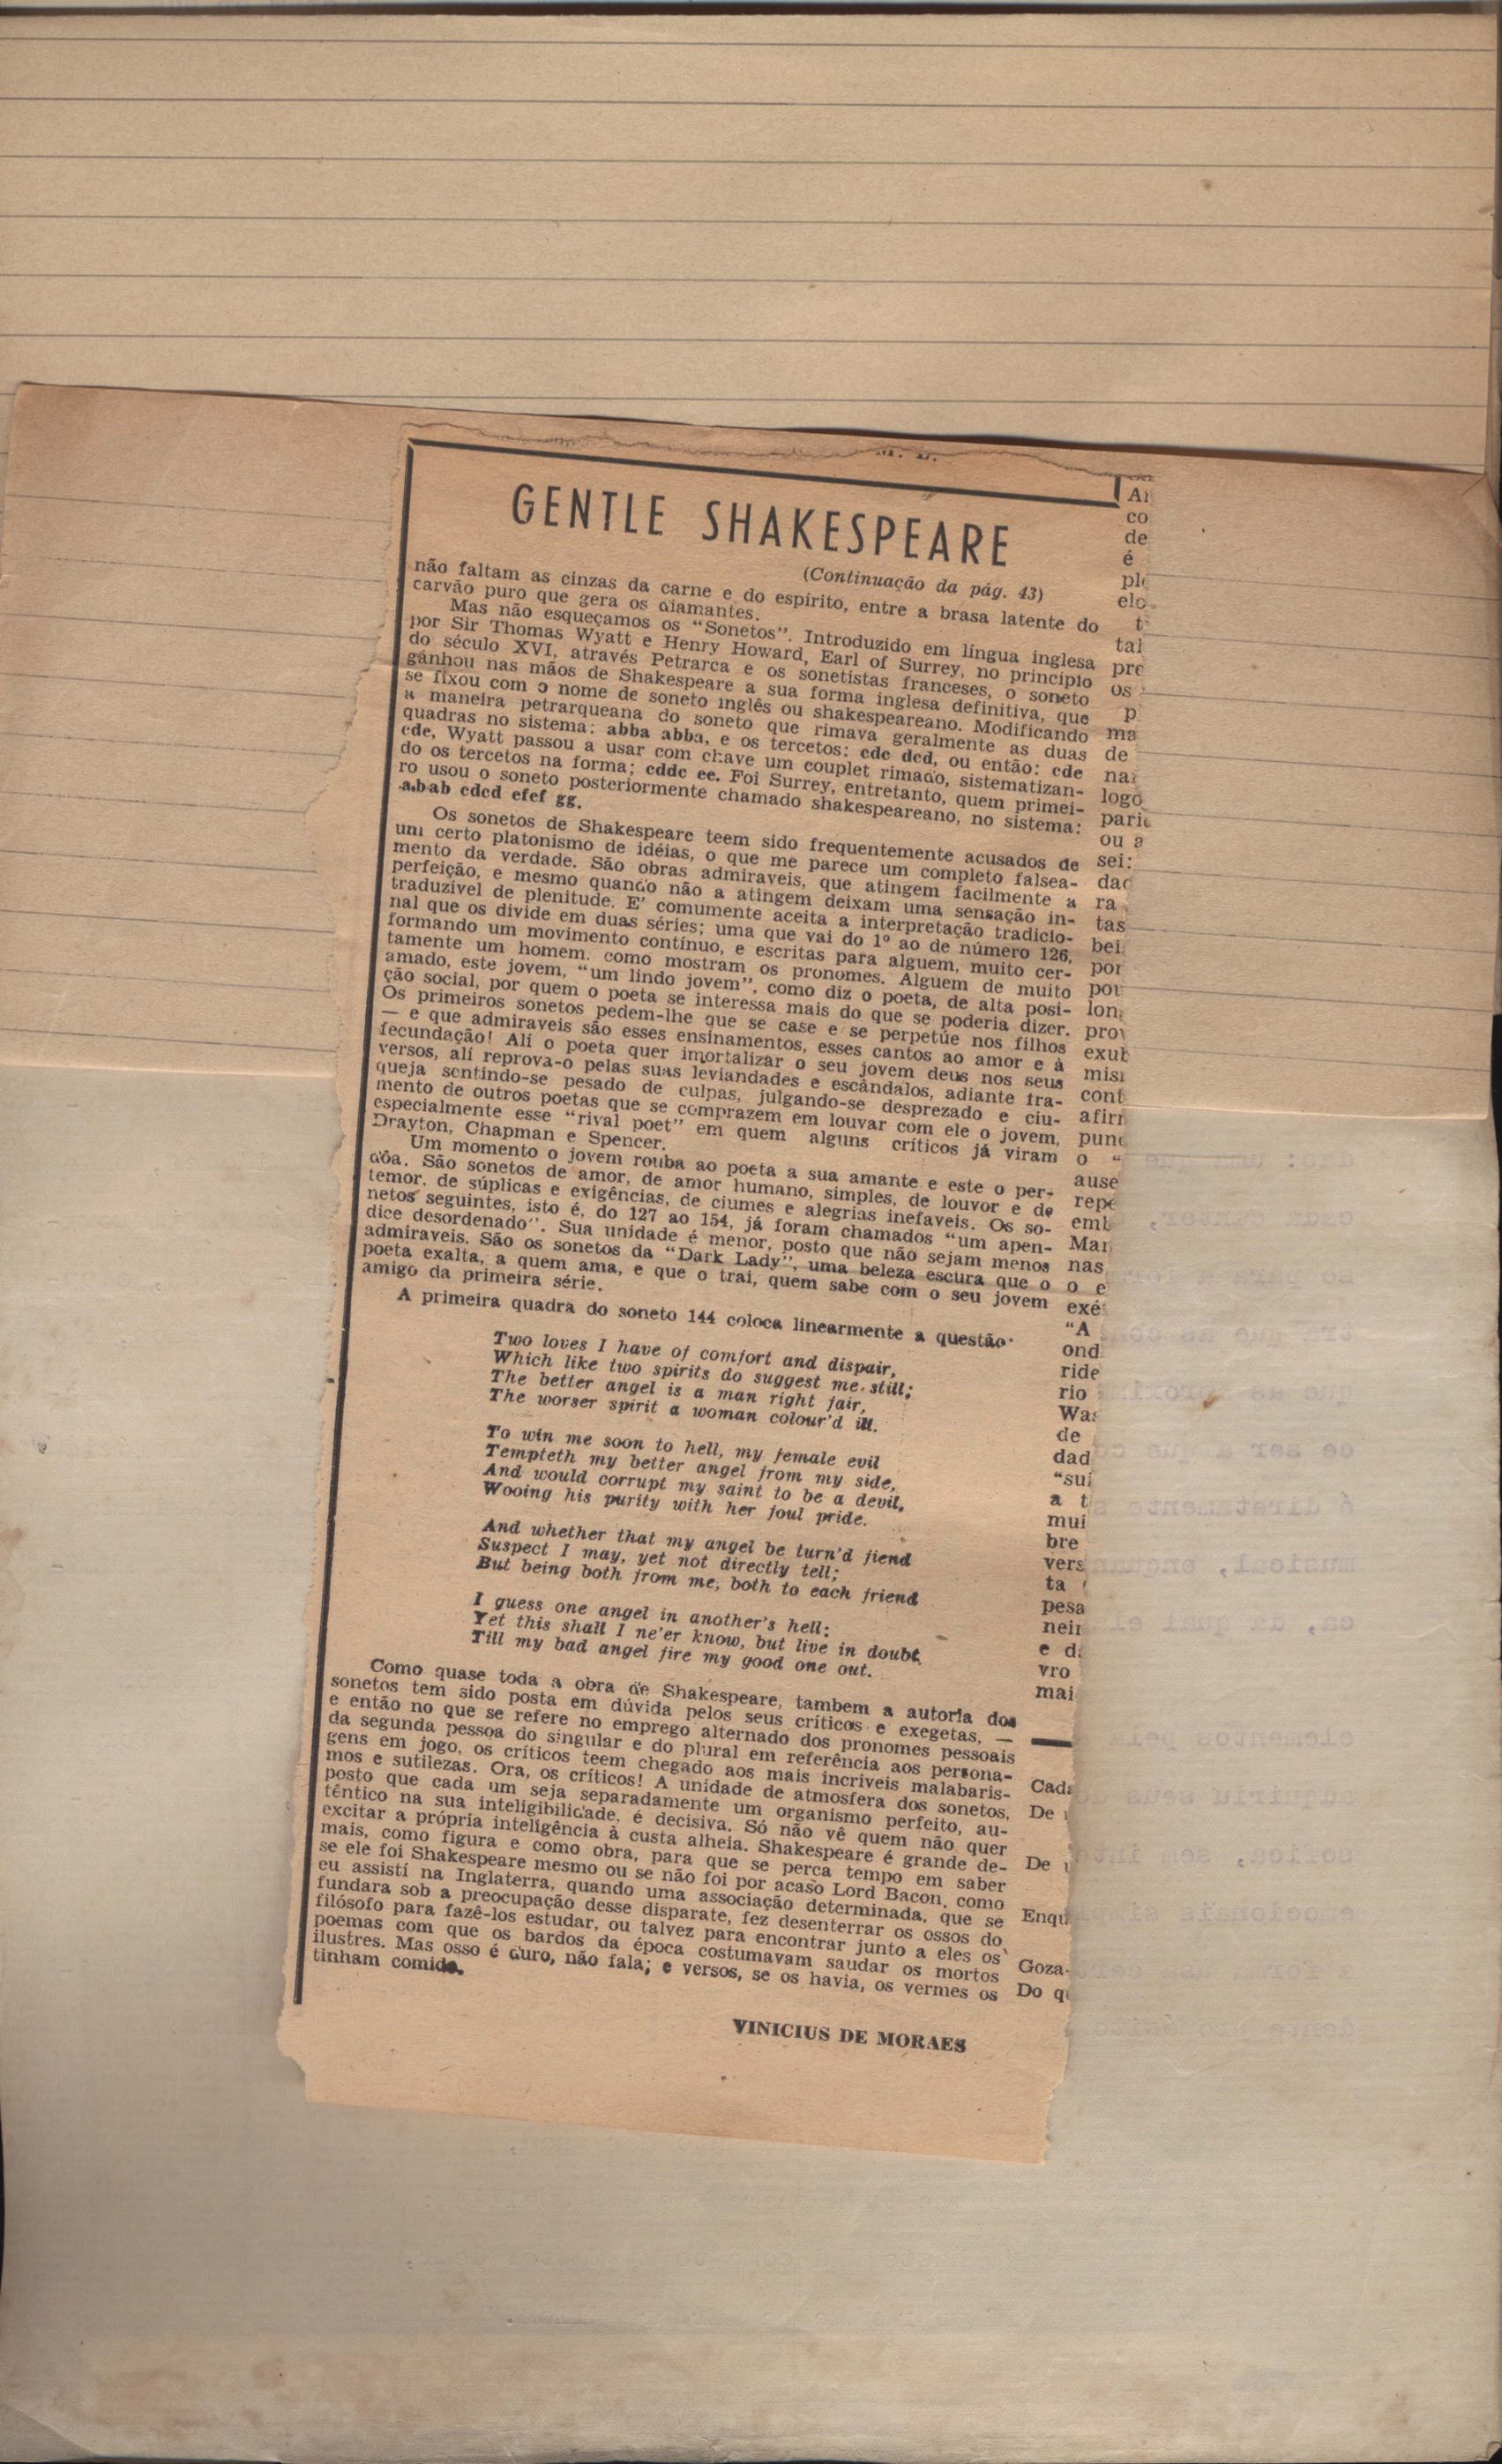 GENTLE SHAKESPEARE
(Continuação da pág. 43)
não faltam as cinzas da carne e do espírito, entre a brasa latente do
carvão puro que gera os diamantes.
Mas não esqueçamos os "Sonetos". Introduzido em língua inglesa
por Sir Thomas Wyatt e Henry Howard, Earl of Surrey, no princípio
do século XVI, através Petrarca e os sonetistas franceses, o soneto
ganhou nas mãos de Shakespeare a sua forma inglesa definitiva, que
se fixou com o nome de soneto inglês ou shakespeareano. Modificando
a maneira petrarqueana do soneto que rimava geralmente as duas
quadras no sistema: abba abba, e os tercetos: cdc dcd, ou então: cde
cde, Wyatt passou a usar com chave um couplet rimado, sistematizan-
do os tercetos na forma; cddc ee. Foi Surrey, entretanto, quem primei-
ro usou o soneto posteriormente chamado shakespeareano, no sistema:
abab cdcd efef gg.
Os sonetos de Shakespeare teem sido frequentemente acusados de
um certo platonismo de idéias, o que me parece um completo falsea-
mento da verdade. São obras admiraveis, que atingem facilmente a
perfeição, e mesmo quando não a atingem deixam uma sensação in-
traduzivel de plenitude. E' comumente aceita a interpretação tradicio-
nal que os divide em duas séries; uma que vai do 1º ao de número 126,
formando um movimento contínuo, e escritas para alguem, muito cer-
tamente um homem. como mostram os pronomes. Alguem de muito
amado, este jovem, "um lindo jovem", como diz o poeta, de alta posi-
ção social, por quem o poeta se interessa mais do que se poderia dizer.
Os primeiros sonetos pedem-lhe que se case e se perpetúe nos filhos
— e que admiraveis são esses ensinamentos, esses cantos ao amor e à
fecundação! Alí o poeta quer imortalizar o seu jovem deus nos seus
versos, alí reprova-o pelas suas leviandades e escândalos, adiante fra-
queja sentindo-se pesado de culpas, julgando-se desprezado e ciu-
mento de outros poetas que se comprazem em louvar com ele o jovem,
especialmente esse "rival poet" em quem alguns críticos já viram o
Drayton, Chapman e Spencer.
Um momento o jovem rouba ao poeta a sua amante e este o per-
dôa. São sonetos de amor, de amor humano, simples, de louvor e de
temor, de súplicas e exigências, de ciumes e alegrias inefaveis. Os so-
netos seguintes, isto é, do 127 ao 154, já foram chamados "um apen-
dice desordenado". Sua unidade é menor, posto que não sejam menos
admiraveis. São os sonetos da "Dark Lady", uma beleza escura que o
poeta exalta, a quem ama, e que o trai, quem sabe com o seu jovem
amigo da primeira série.
A primeira quadra do soneto 144 coloca linearmente a questão·
Two loves I have of comfort and dispair,
Which like two spirits do suggest me still;
The better angel is a man right fair,
The worser spirit a woman colour'd ill.
To win me soon to hell, my female evil
Tempteth my better angel from my side,
And would corrupt my saint to be a devil,
Wooing his purity with her foul pride.
And whether that my angel be turn'd fiend
Suspect I may, yet not directly tell;
But being both from me, both to each friend
I guess one angel in another's hell:
Yet this shall I ne'er know, but live in doubt,
Till my bad angel fire my good one out.
Como quase toda a obra de Shakespeare, tambem a autoria dos
sonetos tem sido posta em dúvida pelos seus críticos e exegetas, —
e então no que se refere no emprego alternado dos pronomes pessoais
da segunda pessoa do singular e do plural em referência aos persona-
gens em jogo, os críticos teem chegado aos mais incriveis malabaris-
mos e sutilezas. Ora, os críticos! A unidade de atmosfera dos sonetos,
posto que cada um seja separadamente um organismo perfeito, au-
têntico na sua inteligibilidade, é decisiva. Só não vê quem não quer
excitar a própria inteligência à custa alheia. Shakespeare é grande de-
mais, como figura e como obra, para que se perca tempo em saber
se ele foi Shakespeare mesmo ou se não foi por acaso Lord Bacon, como
eu assistí na Inglaterra, quando uma associação determinada, que se
fundara sob a preocupação desse disparate, fez desenterrar os ossos do
filósofo para fazê-los estudar, ou talvez para encontrar junto a eles os
poemas com que os bardos da época costumavam saudar os mortos
ilustres. Mas osso é duro, não fala; e versos, se os havia, os vermes os
tinham comido.
VINICIUS DE MORAES